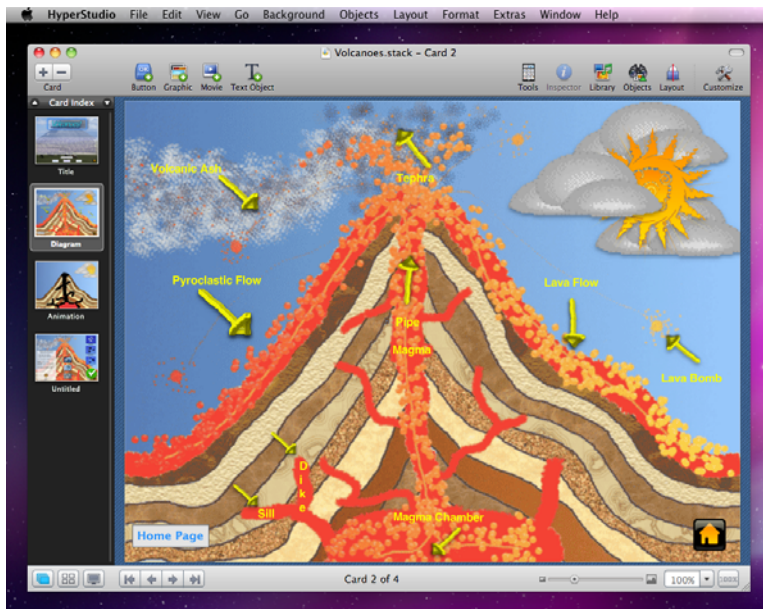 HyperStudio File Edit View Go Background Objects Layout Format Extras Window Help
Volcanoes.stack - Card 2
Card Button Graphic Movie Text Object Tools Inspector Library Objects Layout Customize
Card Index
Title
Diagram
Animation
Untitled
Volcanic Ash
Tephra
Pyroclastic Flow
Lava Flow
Pipe
Magma
Lava Bomb
Dike
Sill
Magma Chamber
Home Page
Card 2 of 4
100%
100%